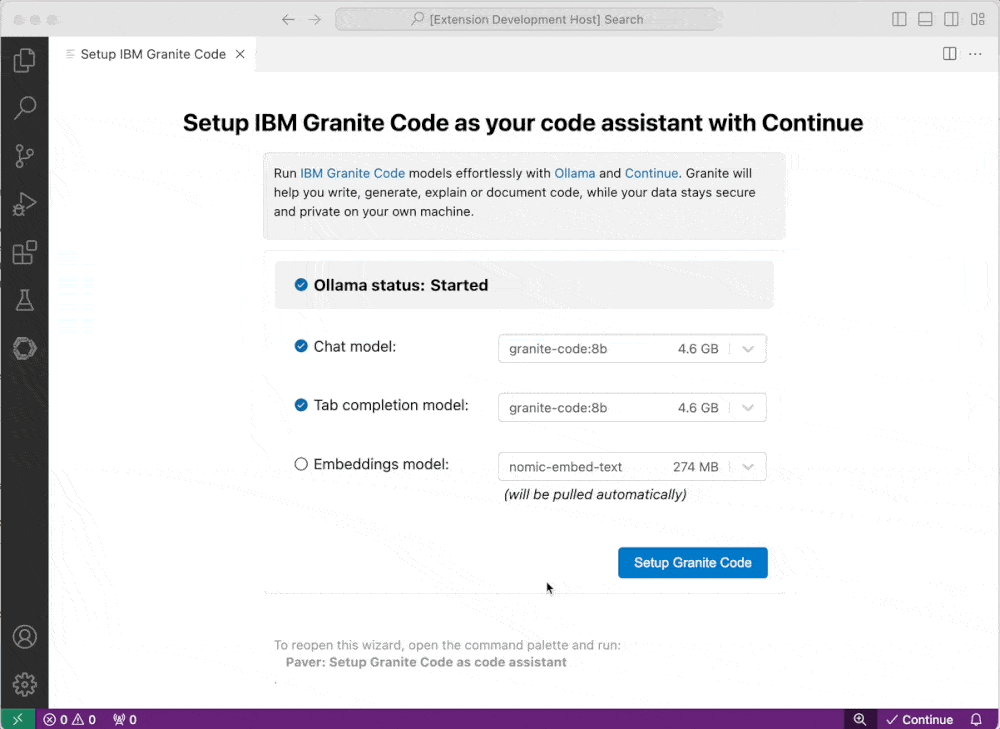 [Extension Development Host] Search
Setup IBM Granite Code
Setup IBM Granite Code as your code assistant with Continue
Run IBM Granite Code models effortlessly with Ollama and Continue. Granite will
help you write, generate, explain or document code, while your data stays secure
and private on your own machine.
Ollama status: Started
Chat model: granite-code:8b 4.6 GB
Tab completion model: granite-code:8b 4.6 GB
Embeddings model: nomic-embed-text 274 MB
(will be pulled automatically)
Setup Granite Code
To reopen this wizard, open the command palette and run:
Paver: Setup Granite Code as code assistant
.
0 0 0 Continue